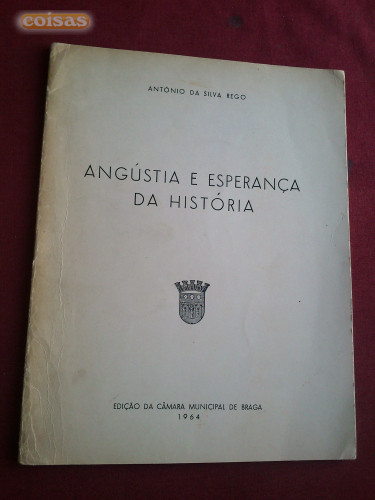 coisas
ANTÓNIO DA SILVA REGO
ANGÚSTIA E ESPERANÇA
DA HISTÓRIA
EDIÇÃO DA CÂMARA MUNICIPAL DE BRAGA
1964